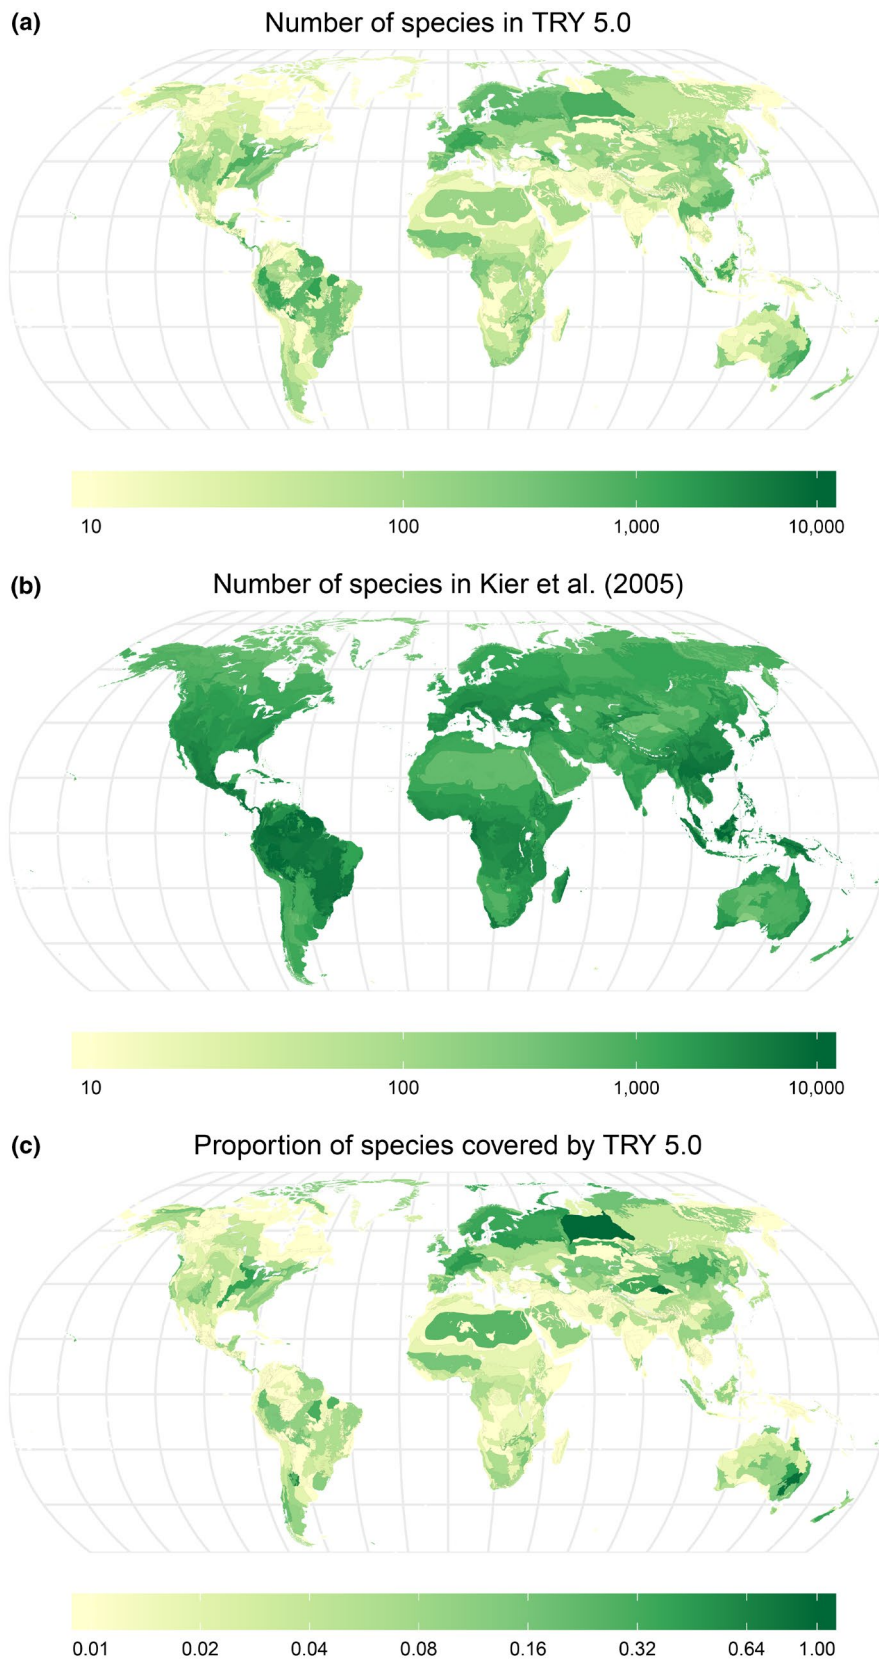 (a) Number of species in TRY 5.0
10 100 1,000 10,000
(b) Number of species in Kier et al. (2005)
10 100 1,000 10,000
(c) Proportion of species covered by TRY 5.0
0.01 0.02 0.04 0.08 0.16 0.32 0.64 1.00